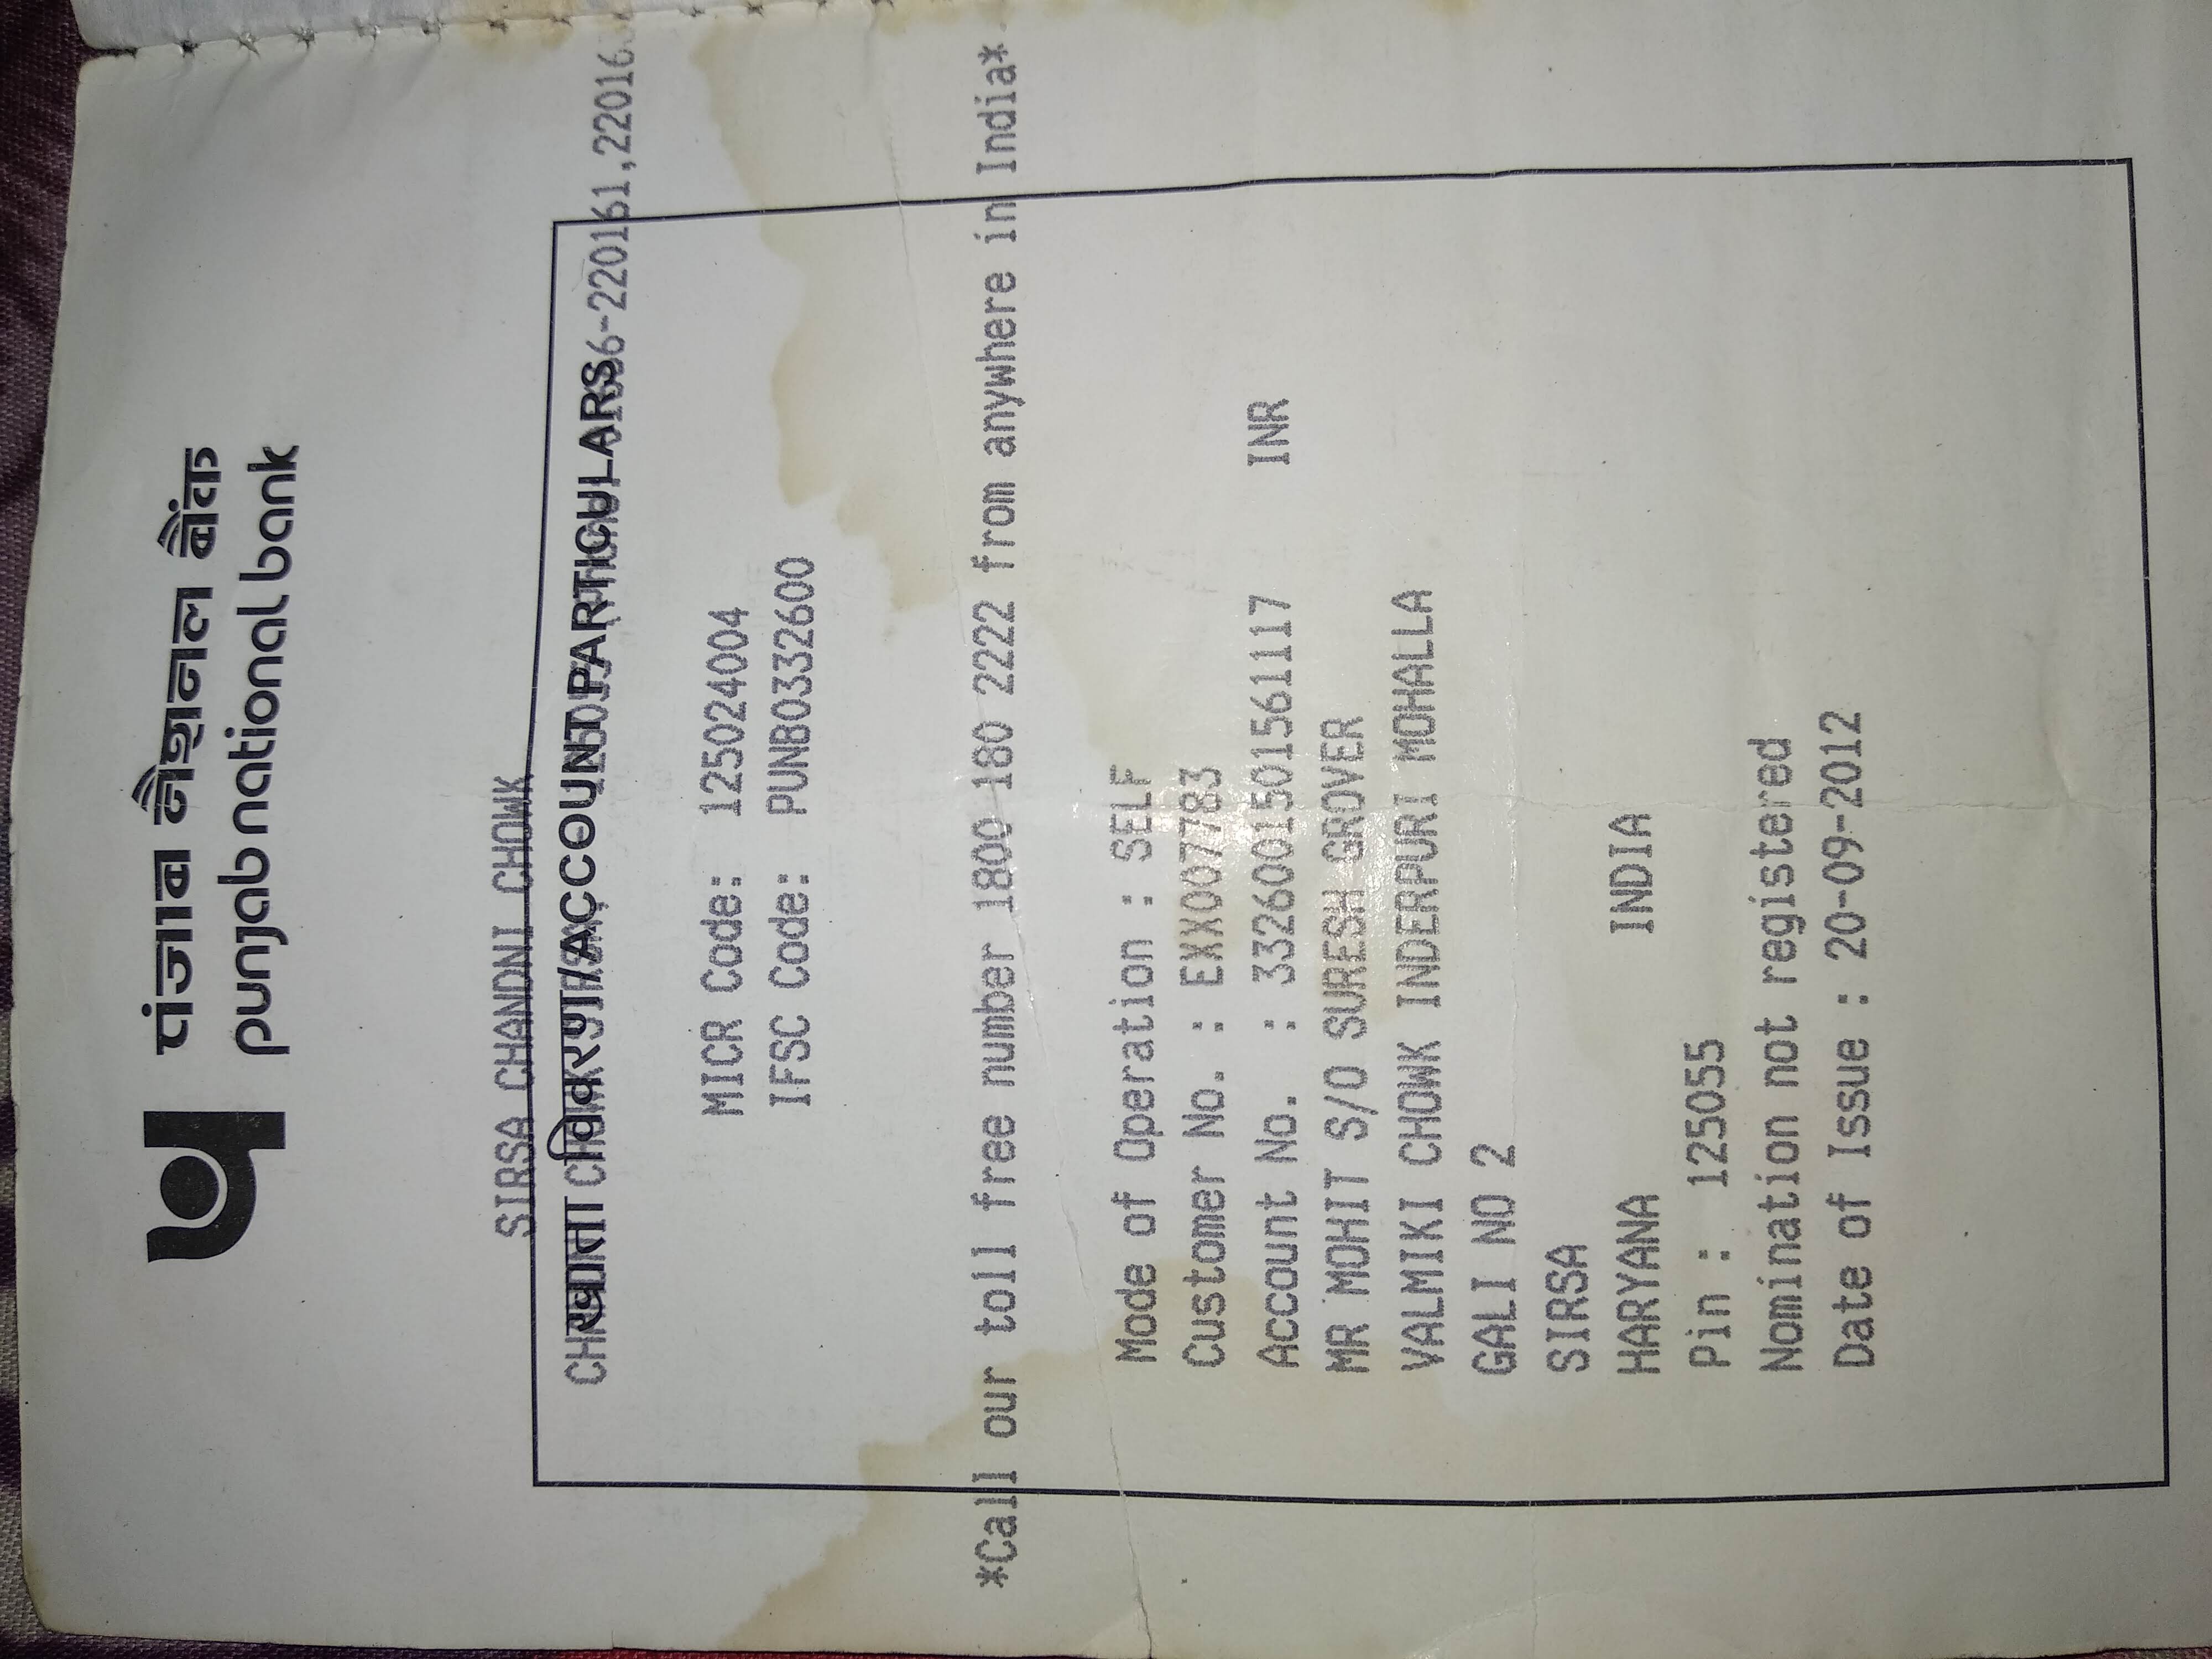 पंजाब नैशनल बैंक
punjab national bank
SIRSA CHANDNI CHOWK
खाता विवरण/ACCOUNT PARTICULARS
6-220161,22016
MICR Code: 125024004
IFSC Code: PUNB0332600
*Call our toll free number 1800 180 2222 from anywhere in India*
Mode of Operation : SELF
Customer No. : EXX007783
Account No. : 3326001501561117 INR
MR MOHIT S/O SURESH GROVER
VALMIKI CHOWK INDERPURI MOHALLA
GALI NO 2
SIRSA
HARYANA INDIA
Pin : 125055
Nomination not registered
Date of Issue : 20-09-2012